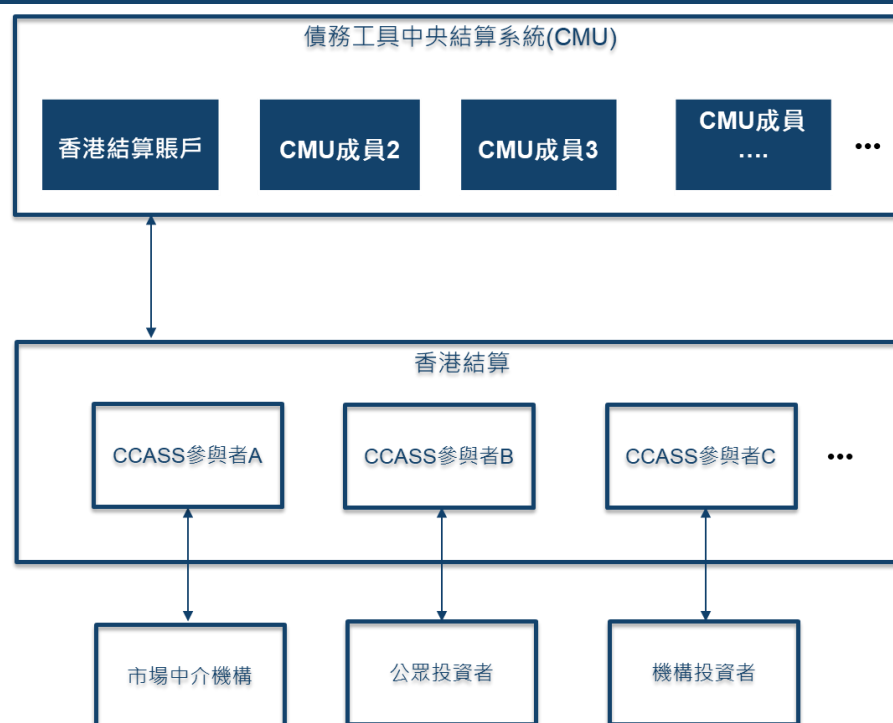 債務工具中央結算系統(CMU)
香港結算賬戶
CMU成員2
CMU成員3
CMU成員
....
...
香港結算
CCASS參與者A
CCASS參與者B
CCASS參與者C
...
市場中介機構
公眾投資者
機構投資者